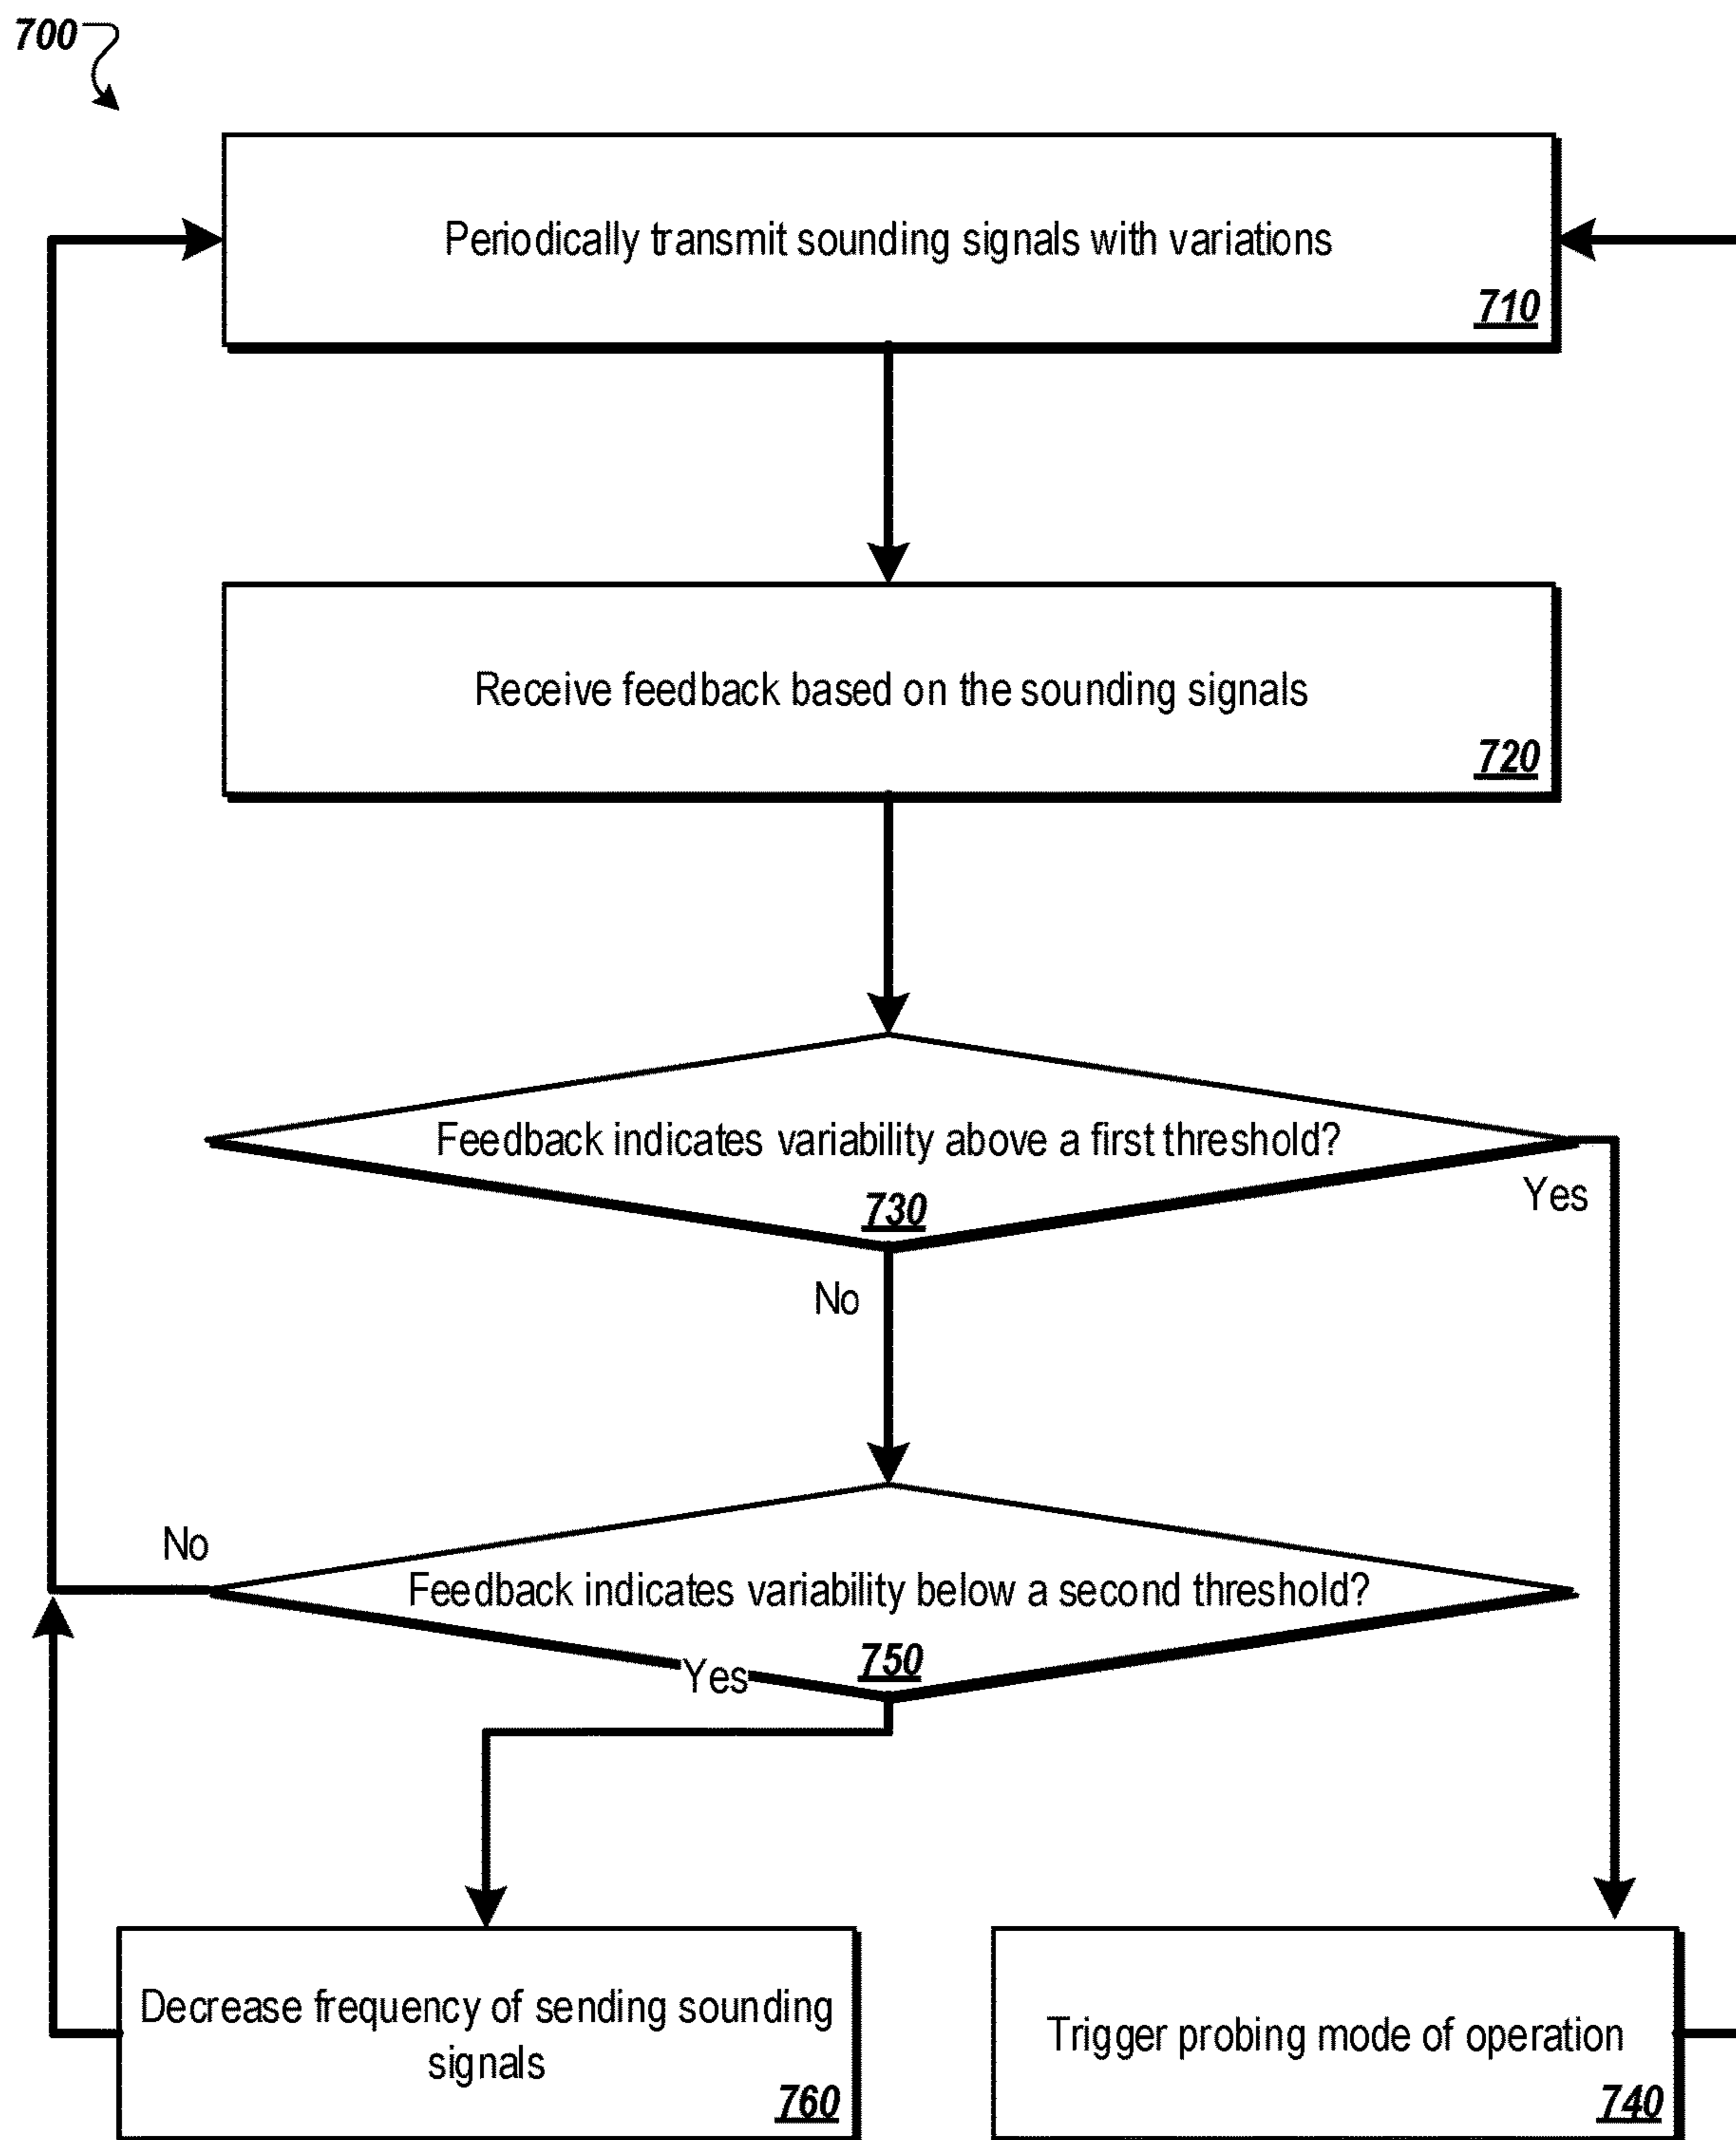 700
Periodically transmit sounding signals with variations
710
Receive feedback based on the sounding signals
720
Feedback indicates variability above a first threshold?
730
Yes
No
No
Feedback indicates variability below a second threshold?
750
Yes
Decrease frequency of sending sounding
signals
760
Trigger probing mode of operation
740